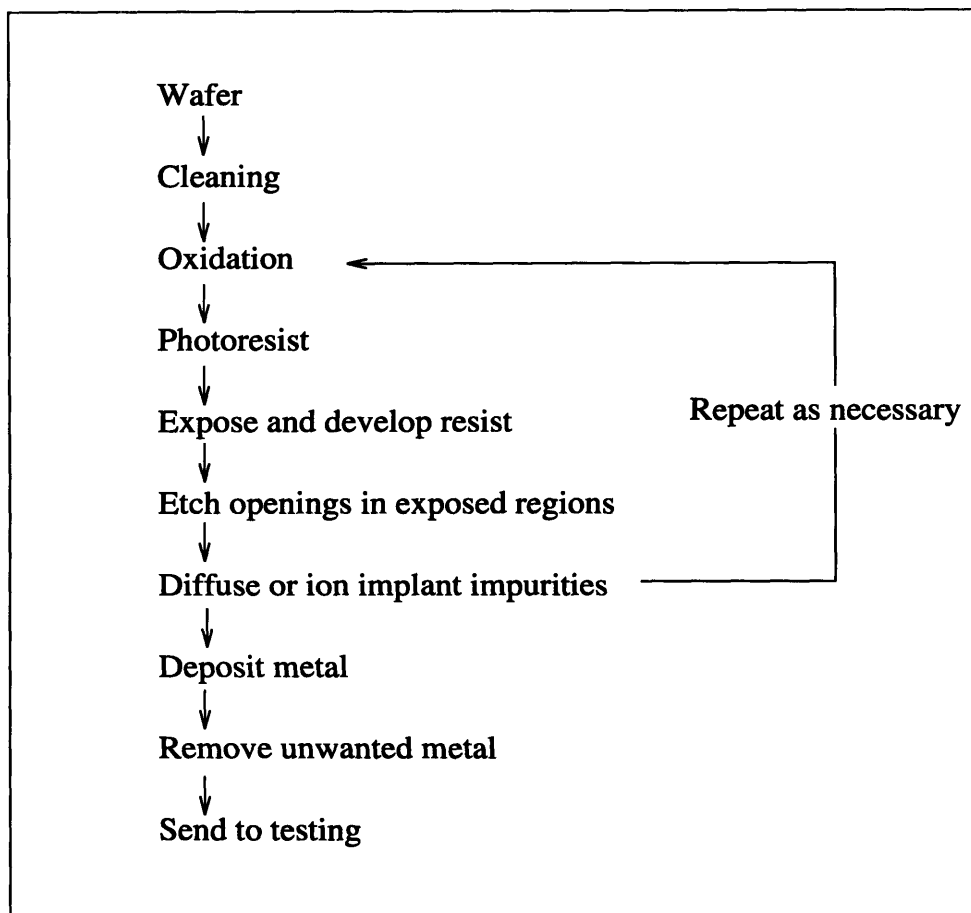 Wafer
Cleaning
Oxidation
Photoresist
Expose and develop resist
Repeat as necessary
Etch openings in exposed regions
Diffuse or ion implant impurities
Deposit metal
Remove unwanted metal
Send to testing